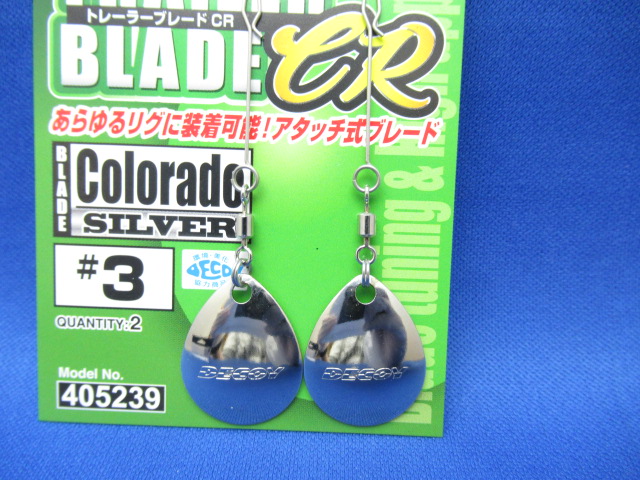 トレーラーブレード CR
BLADE CR
あらゆるリグに装着可能!アタッチ式ブレード
BLADE
Colorado
SILVER
#3
QUANTITY:2
Model No.
405239
DECOY
DECOY